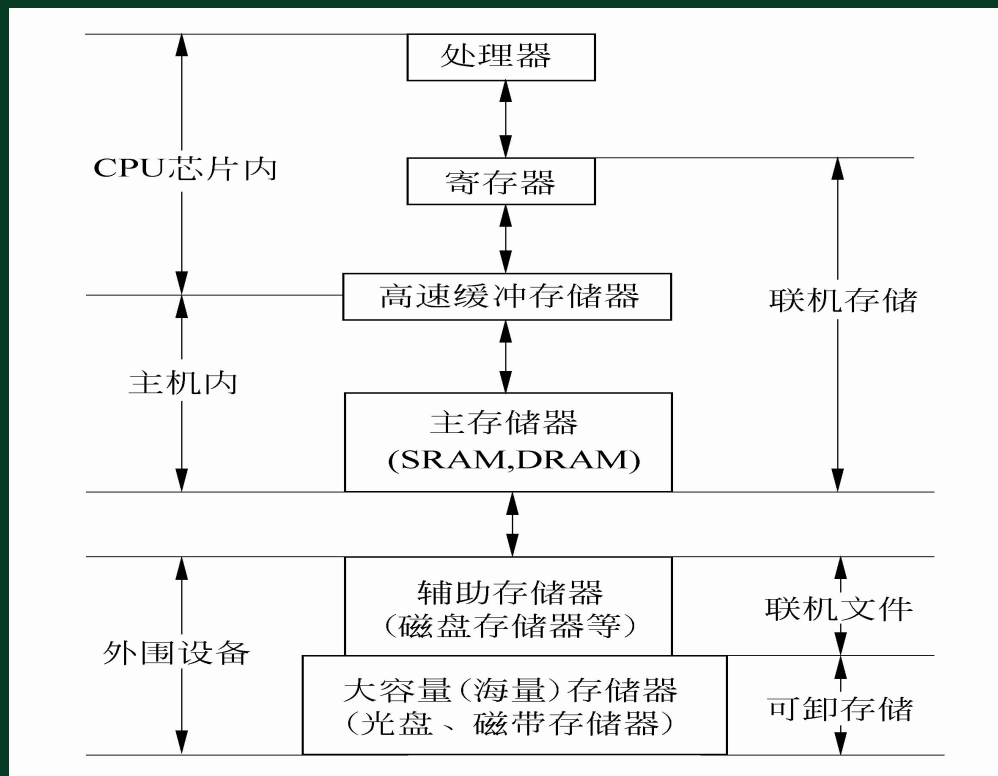 处理器
CPU芯片内
寄存器
高速缓冲存储器
联机存储
主机内
主存储器
(SRAM,DRAM)
辅助存储器
(磁盘存储器等)
联机文件
外围设备
大容量(海量)存储器
(光盘、磁带存储器)
可卸存储